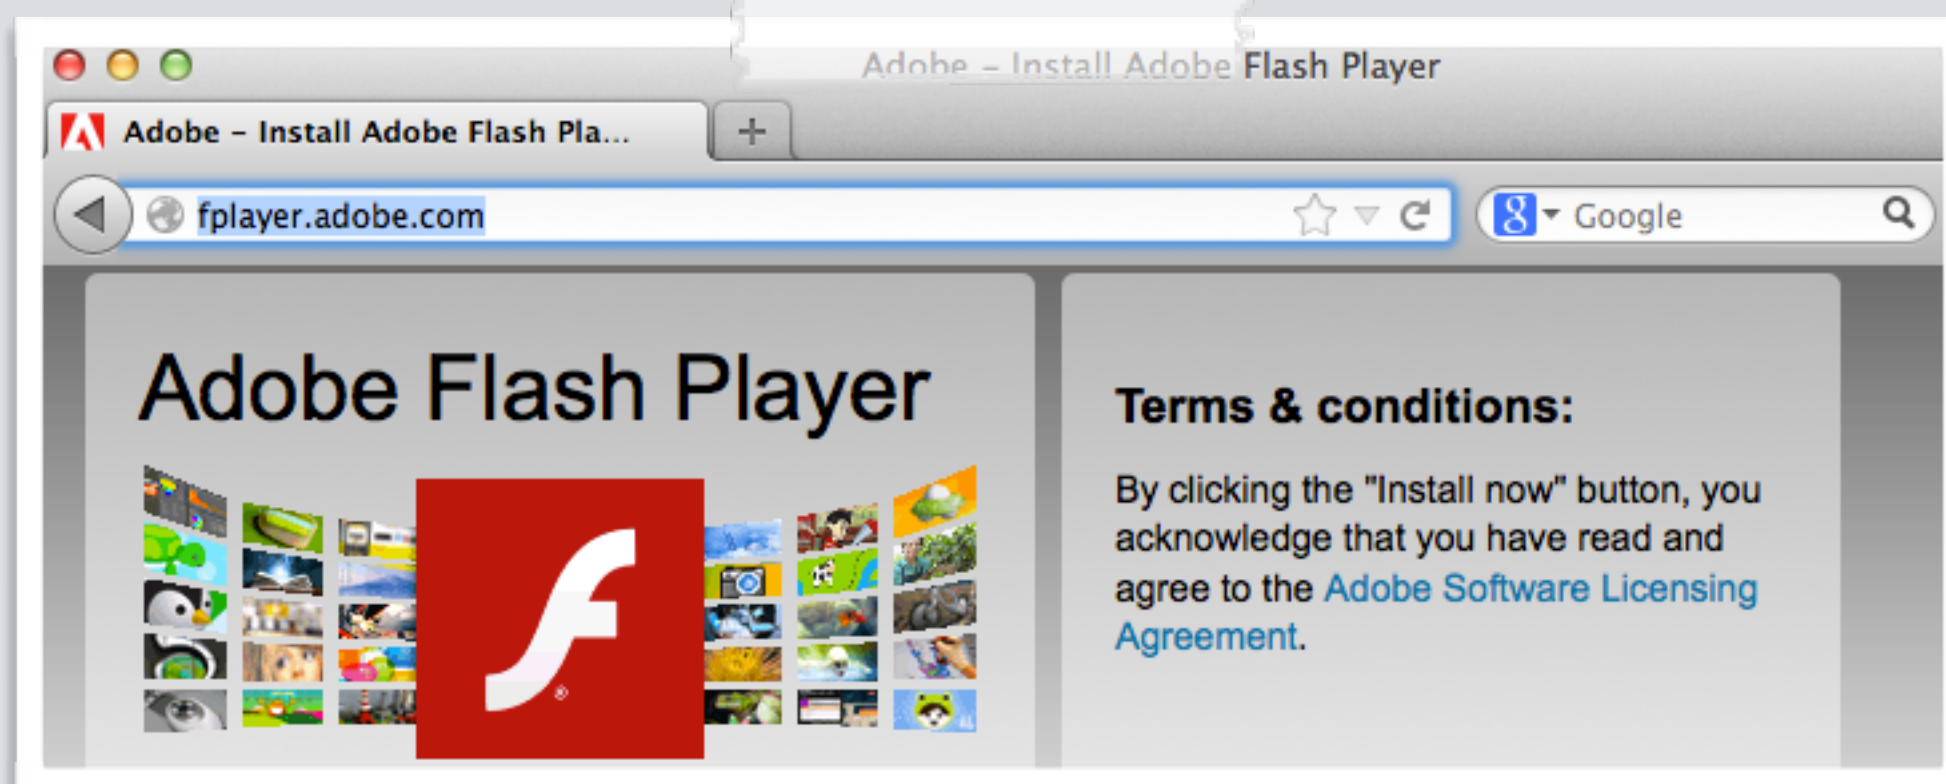 Adobe – Install Adobe Flash Player
Adobe – Install Adobe Flash Pla...
fplayer.adobe.com
Google
Adobe Flash Player
Terms & conditions:
By clicking the "Install now" button, you
acknowledge that you have read and
agree to the Adobe Software Licensing
Agreement.